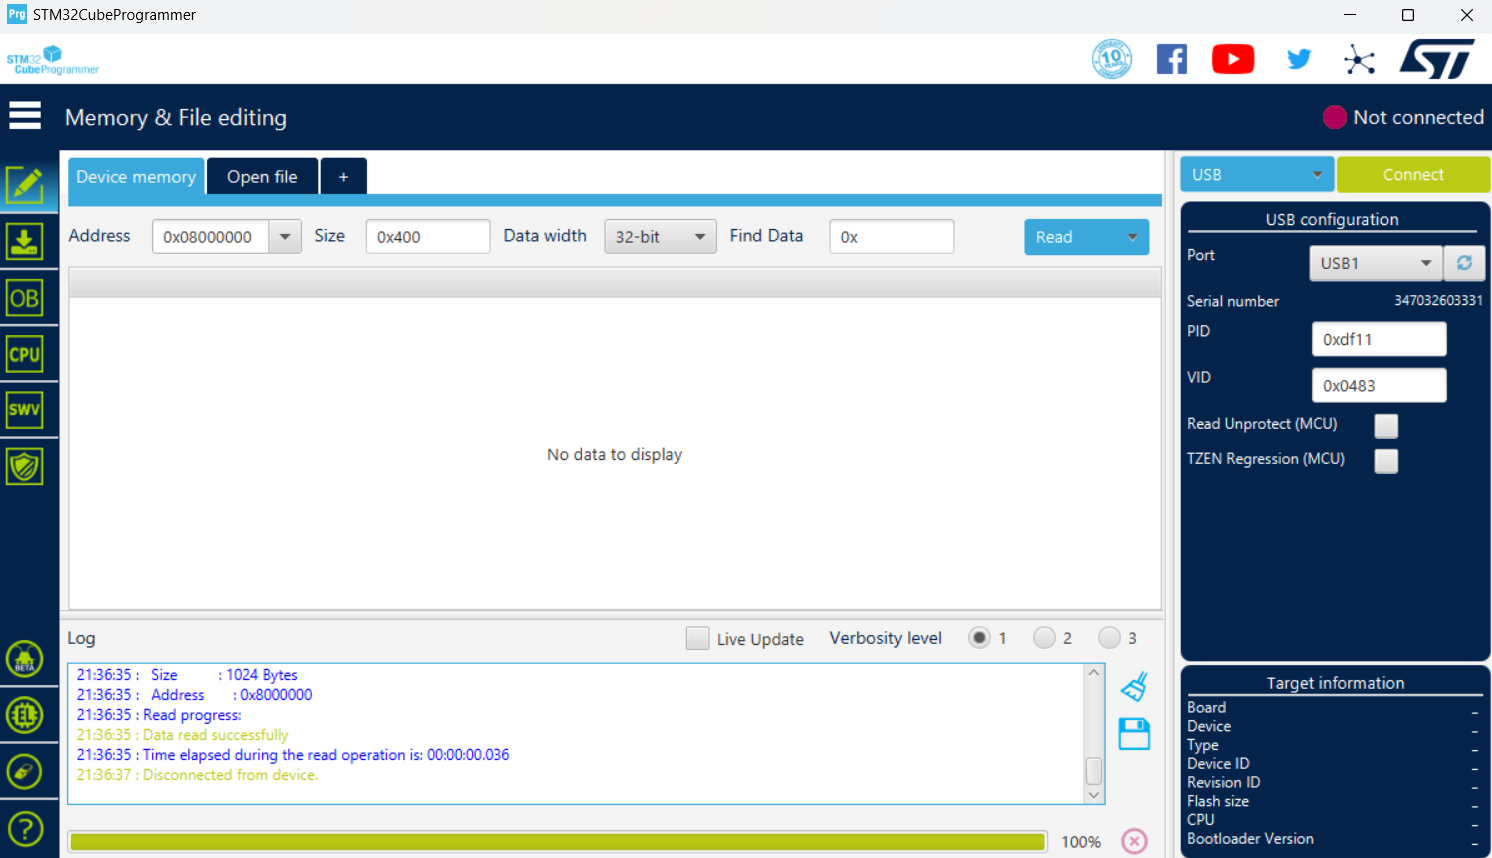 Prg STM32CubeProgrammer
STM32
CubeProgrammer
10
Memory & File editing
Not connected
Device memory
Open file
+
USB
Connect
Address
0x08000000
Size
0x400
Data width
32-bit
Find Data
0x
Read
USB configuration
Port
USB1
Serial number
347032603331
PID
0xdf11
VID
0x0483
Read Unprotect (MCU)
TZEN Regression (MCU)
OB
CPU
SWV
No data to display
BETA
EL
?
Log
Live Update
Verbosity level
1
2
3
21:36:35 : Size : 1024 Bytes
21:36:35 : Address : 0x8000000
21:36:35 : Read progress:
21:36:35 : Data read successfully
21:36:35 : Time elapsed during the read operation is: 00:00:00.036
21:36:37 : Disconnected from device.
100%
Target information
Board -
Device -
Type -
Device ID -
Revision ID -
Flash size -
CPU -
Bootloader Version -